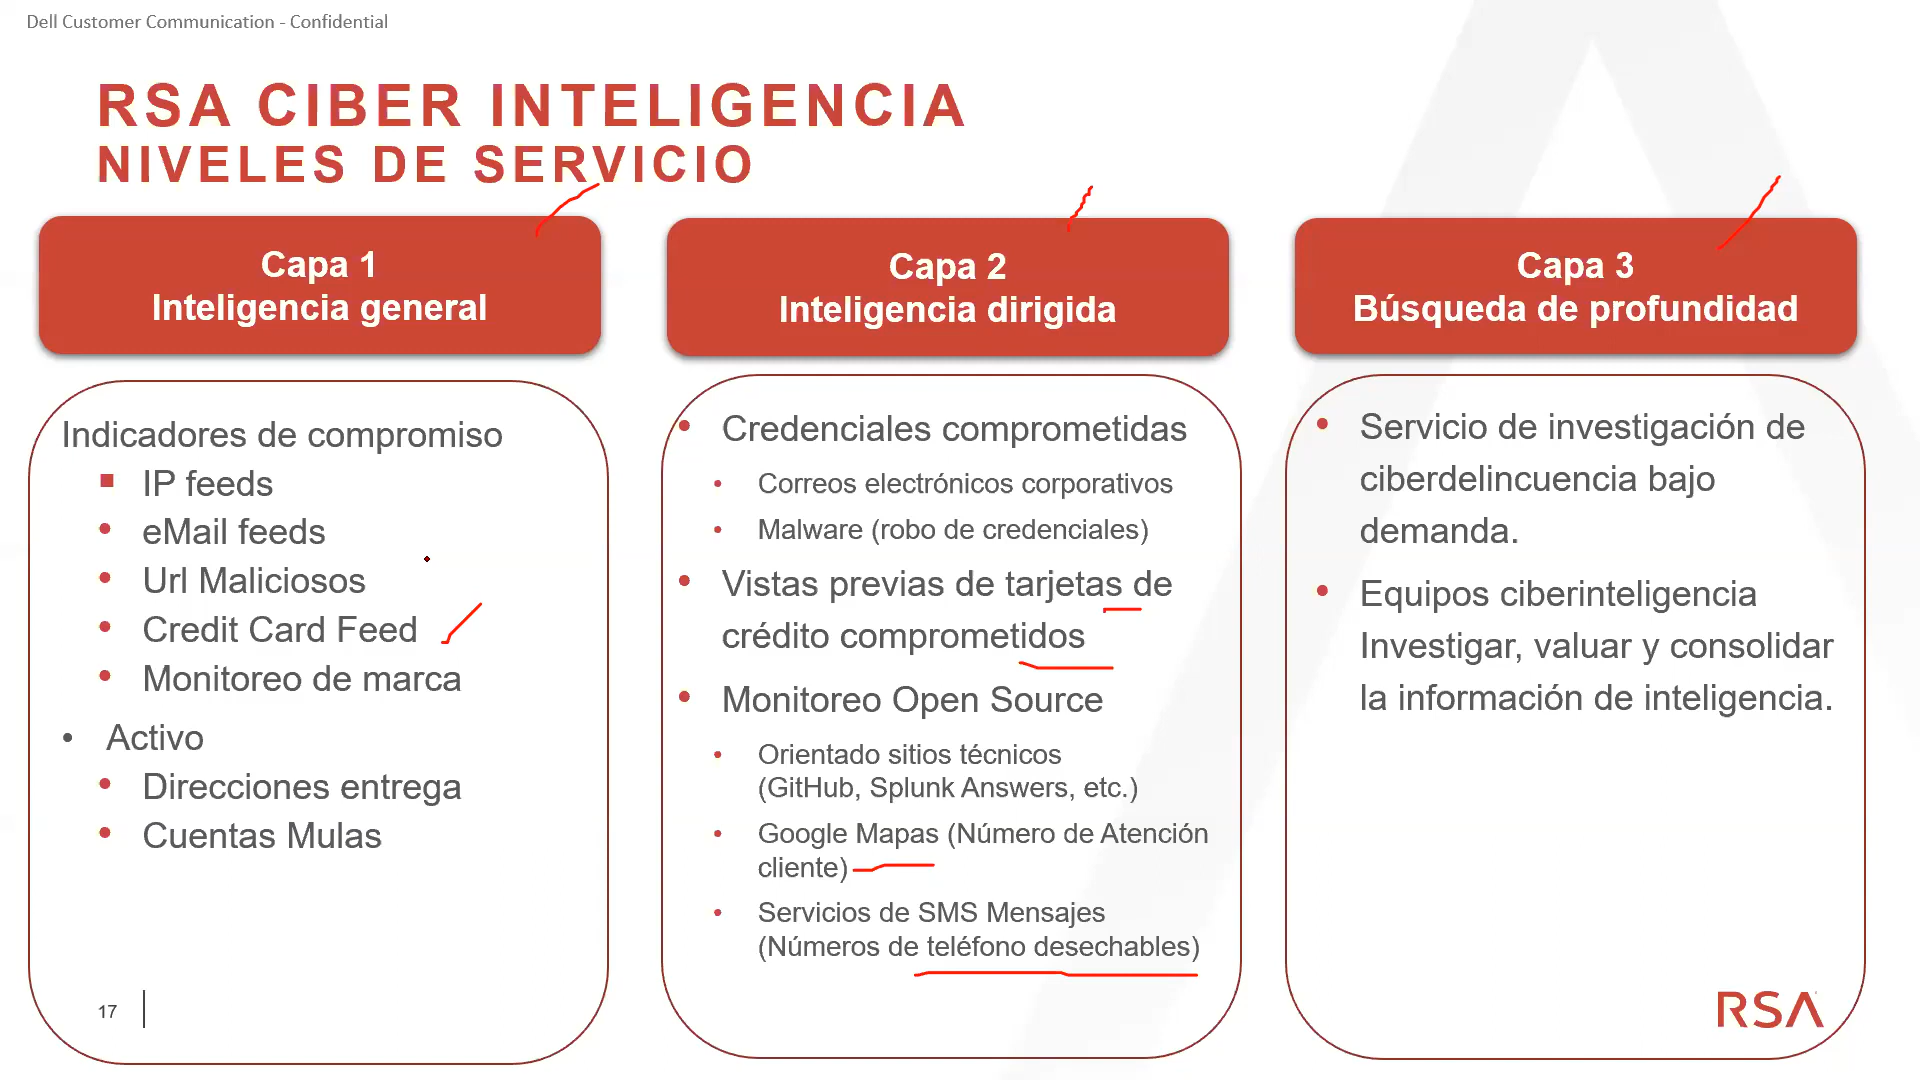 Dell Customer Communication - Confidential
RSA CIBER INTELIGENCIA
NIVELES DE SERVICIO
Capa 1
Inteligencia general
Indicadores de compromiso
IP feeds
eMail feeds
Url Maliciosos
Credit Card Feed
Monitoreo de marca
Activo
Direcciones entrega
Cuentas Mulas
Capa 2
Inteligencia dirigida
Credenciales comprometidas
Correos electrónicos corporativos
Malware (robo de credenciales)
Vistas previas de tarjetas de
crédito comprometidos
Monitoreo Open Source
Orientado sitios técnicos
(GitHub, Splunk Answers, etc.)
Google Mapas (Número de Atención
cliente)
Servicios de SMS Mensajes
(Números de teléfono desechables)
Capa 3
Búsqueda de profundidad
Servicio de investigación de
ciberdelincuencia bajo
demanda.
Equipos ciberinteligencia
Investigar, valuar y consolidar
la información de inteligencia.
17
RSA